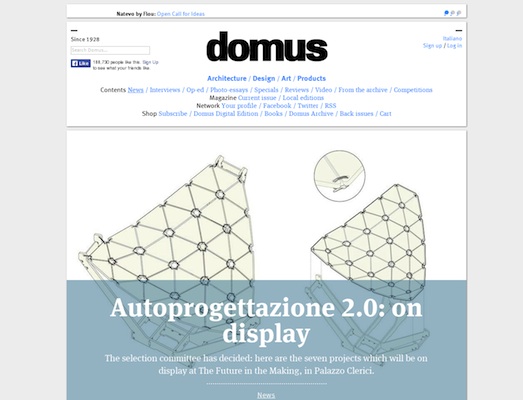 Natevo by Flou: Open Call for Ideas
Since 1928
Search Domus...
domus
Italiano
Sign up / Log in
Like
people like this. Sign Up
to see what your friends like.
Architecture / Design / Art / Products
Contents News / Interviews / Op-ed / Photo-essays / Specials / Reviews / Video / From the archive / Competitions
Magazine Current issue / Local editions
Network Your profile / Facebook / Twitter / RSS
Shop Subscribe / Domus Digital Edition / Books / Domus Archive / Back issues / Cart
Autoprogettazione 2.0: on
display
The selection committee has decided: here are the seven projects which will be on
display at The Future in the Making, in Palazzo Clerici.
News